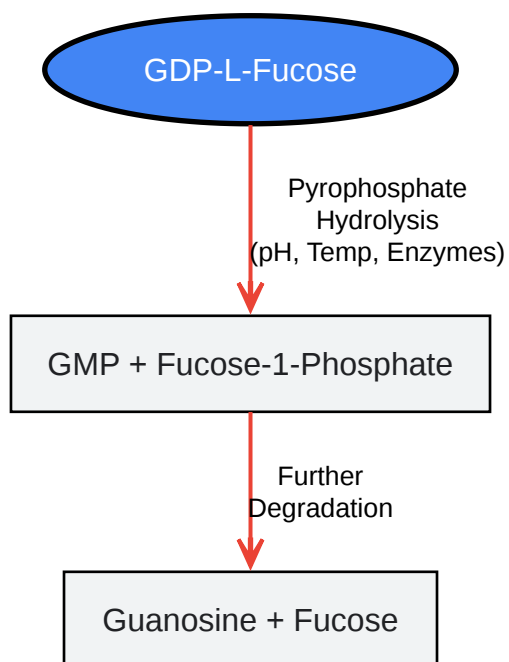 GDP-L-Fucose
Pyrophosphate
Hydrolysis
(pH, Temp, Enzymes)
GMP + Fucose-1-Phosphate
Further
Degradation
Guanosine + Fucose